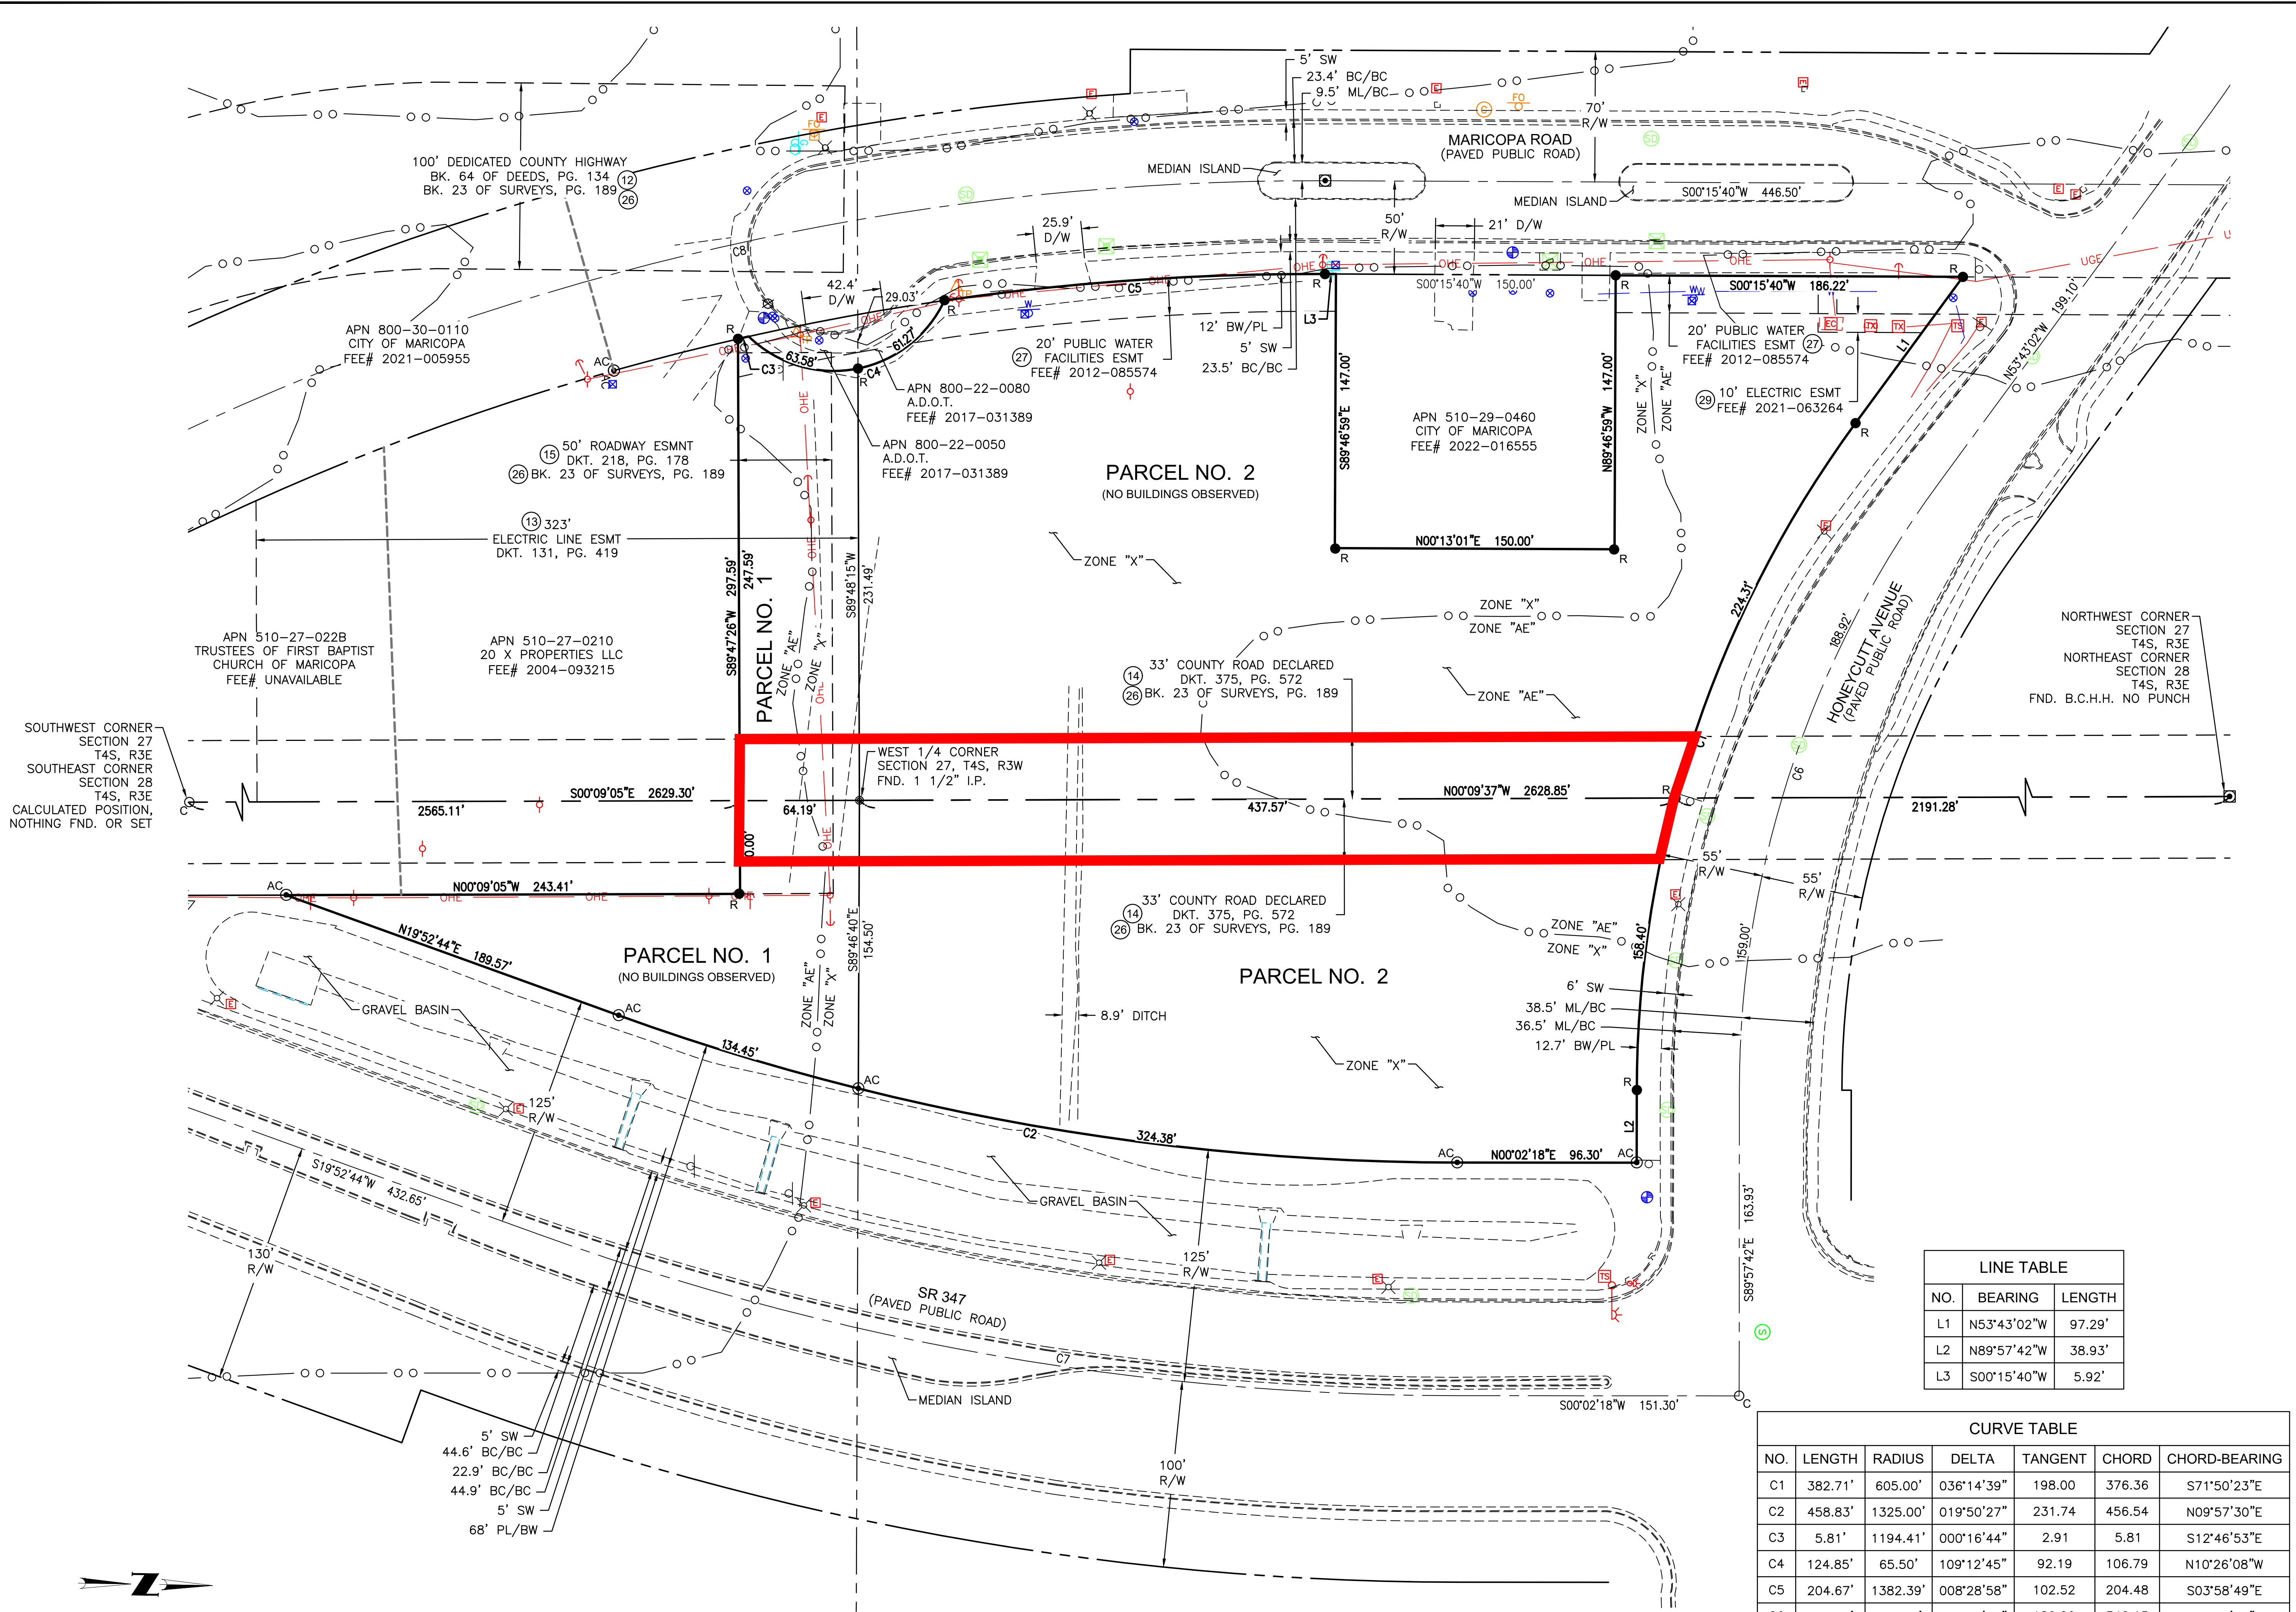 5' SW
23.4' BC/BC
9.5' ML/BC
70'
R/W
MARICOPA ROAD
(PAVED PUBLIC ROAD)
MEDIAN ISLAND
MEDIAN ISLAND
S00°15'40"W 446.50'
100' DEDICATED COUNTY HIGHWAY
BK. 64 OF DEEDS, PG. 134
BK. 23 OF SURVEYS, PG. 189
12
26
C8
25.9'
D/W
50'
R/W
21' D/W
42.4'
D/W
29.03'
C5
S00°15'40"W 150.00'
S00°15'40"W 186.22'
UGE
N53°43'02"W 199.10'
APN 800-30-0110
CITY OF MARICOPA
FEE# 2021-005955
63.58'
61.27'
C3
C4
L3
L1
12' BW/PL
5' SW
23.5' BC/BC
20' PUBLIC WATER
27 FACILITIES ESMT
FEE# 2012-085574
20' PUBLIC WATER
FACILITIES ESMT 27
FEE# 2012-085574
29 10' ELECTRIC ESMT
FEE# 2021-063264
APN 800-22-0080
A.D.O.T.
FEE# 2017-031389
APN 800-22-0050
A.D.O.T.
FEE# 2017-031389
15 50' ROADWAY ESMNT
DKT. 218, PG. 178
26 BK. 23 OF SURVEYS, PG. 189
S89°46'59"E 147.00'
N89°46'59"W 147.00'
APN 510-29-0460
CITY OF MARICOPA
FEE# 2022-016555
ZONE "X"
ZONE "AE"
PARCEL NO. 2
(NO BUILDINGS OBSERVED)
13 323'
ELECTRIC LINE ESMT
DKT. 131, PG. 419
N00°13'01"E 150.00'
ZONE "X"
S89°47'26"W 297.59'
247.59'
PARCEL NO. 1
S89°48'15"W
231.49'
ZONE "AE"
ZONE "X"
ZONE "X"
ZONE "AE"
224.31'
188.92'
HONEYCUTT AVENUE
(PAVED PUBLIC ROAD)
APN 510-27-022B
TRUSTEES OF FIRST BAPTIST
CHURCH OF MARICOPA
FEE# UNAVAILABLE
APN 510-27-0210
20 X PROPERTIES LLC
FEE# 2004-093215
NORTHWEST CORNER
SECTION 27
T4S, R3E
NORTHEAST CORNER
SECTION 28
T4S, R3E
FND. B.C.H.H. NO PUNCH
14 33' COUNTY ROAD DECLARED
DKT. 375, PG. 572
26 BK. 23 OF SURVEYS, PG. 189
ZONE "AE"
SOUTHWEST CORNER
SECTION 27
T4S, R3E
SOUTHEAST CORNER
SECTION 28
T4S, R3E
CALCULATED POSITION,
NOTHING FND. OR SET
WEST 1/4 CORNER
SECTION 27, T4S, R3W
FND. 1 1/2" I.P.
C6
S00°09'05"E 2629.30'
2565.11'
64.19'
437.57'
N00°09'37"W 2628.85'
2191.28'
55'
R/W
55'
R/W
N00°09'05"W 243.41'
14 33' COUNTY ROAD DECLARED
DKT. 375, PG. 572
26 BK. 23 OF SURVEYS, PG. 189
ZONE "AE"
ZONE "X"
158.40'
159.00'
N19°52'44"E 189.57'
PARCEL NO. 1
(NO BUILDINGS OBSERVED)
S89°46'40"E
154.50'
ZONE "AE"
ZONE "X"
PARCEL NO. 2
6' SW
38.5' ML/BC
36.5' ML/BC
12.7' BW/PL
GRAVEL BASIN
8.9' DITCH
134.45'
ZONE "X"
125'
R/W
C2
324.38'
L2
N00°02'18"E 96.30'
S19°52'44"W 432.65'
GRAVEL BASIN
S89°57'42"E 163.93'
130'
R/W
125'
R/W
SR 347
(PAVED PUBLIC ROAD)
C7
MEDIAN ISLAND
S00°02'18"W 151.30'
5' SW
44.6' BC/BC
22.9' BC/BC
44.9' BC/BC
5' SW
68' PL/BW
100'
R/W
LINE TABLE
NO. BEARING LENGTH
L1 N53°43'02"W 97.29'
L2 N89°57'42"W 38.93'
L3 S00°15'40"W 5.92'
CURVE TABLE
NO. LENGTH RADIUS DELTA TANGENT CHORD CHORD-BEARING
C1 382.71' 605.00' 036°14'39" 198.00 376.36 S71°50'23"E
C2 458.83' 1325.00' 019°50'27" 231.74 456.54 N09°57'30"E
C3 5.81' 1194.41' 000°16'44" 2.91 5.81 S12°46'53"E
C4 124.85' 65.50' 109°12'45" 92.19 106.79 N10°26'08"W
C5 204.67' 1382.39' 008°28'58" 102.52 204.48 S03°58'49"E
Z